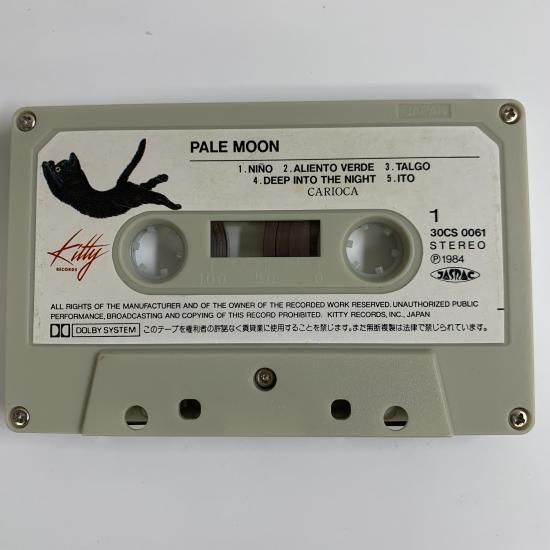 JAPAN
PALE MOON
1. NIÑO 2. ALIENTO VERDE 3. TALGO
4. DEEP INTO THE NIGHT 5. ITO
CARIOCA
1
30CS 0061
STEREO
Ⓟ1984
JASRAC
Kitty
RECORDS
100 50 0
ALL RIGHTS OF THE MANUFACTURER AND OF THE OWNER OF THE RECORDED WORK RESERVED. UNAUTHORIZED PUBLIC
PERFORMANCE, BROADCASTING AND COPYING OF THIS RECORD PROHIBITED. KITTY RECORDS, INC., JAPAN
DOLBY SYSTEM このテープを権利者の許諾なく賃貸業に使用することを禁じます。また無断複製は法律で禁じられています。